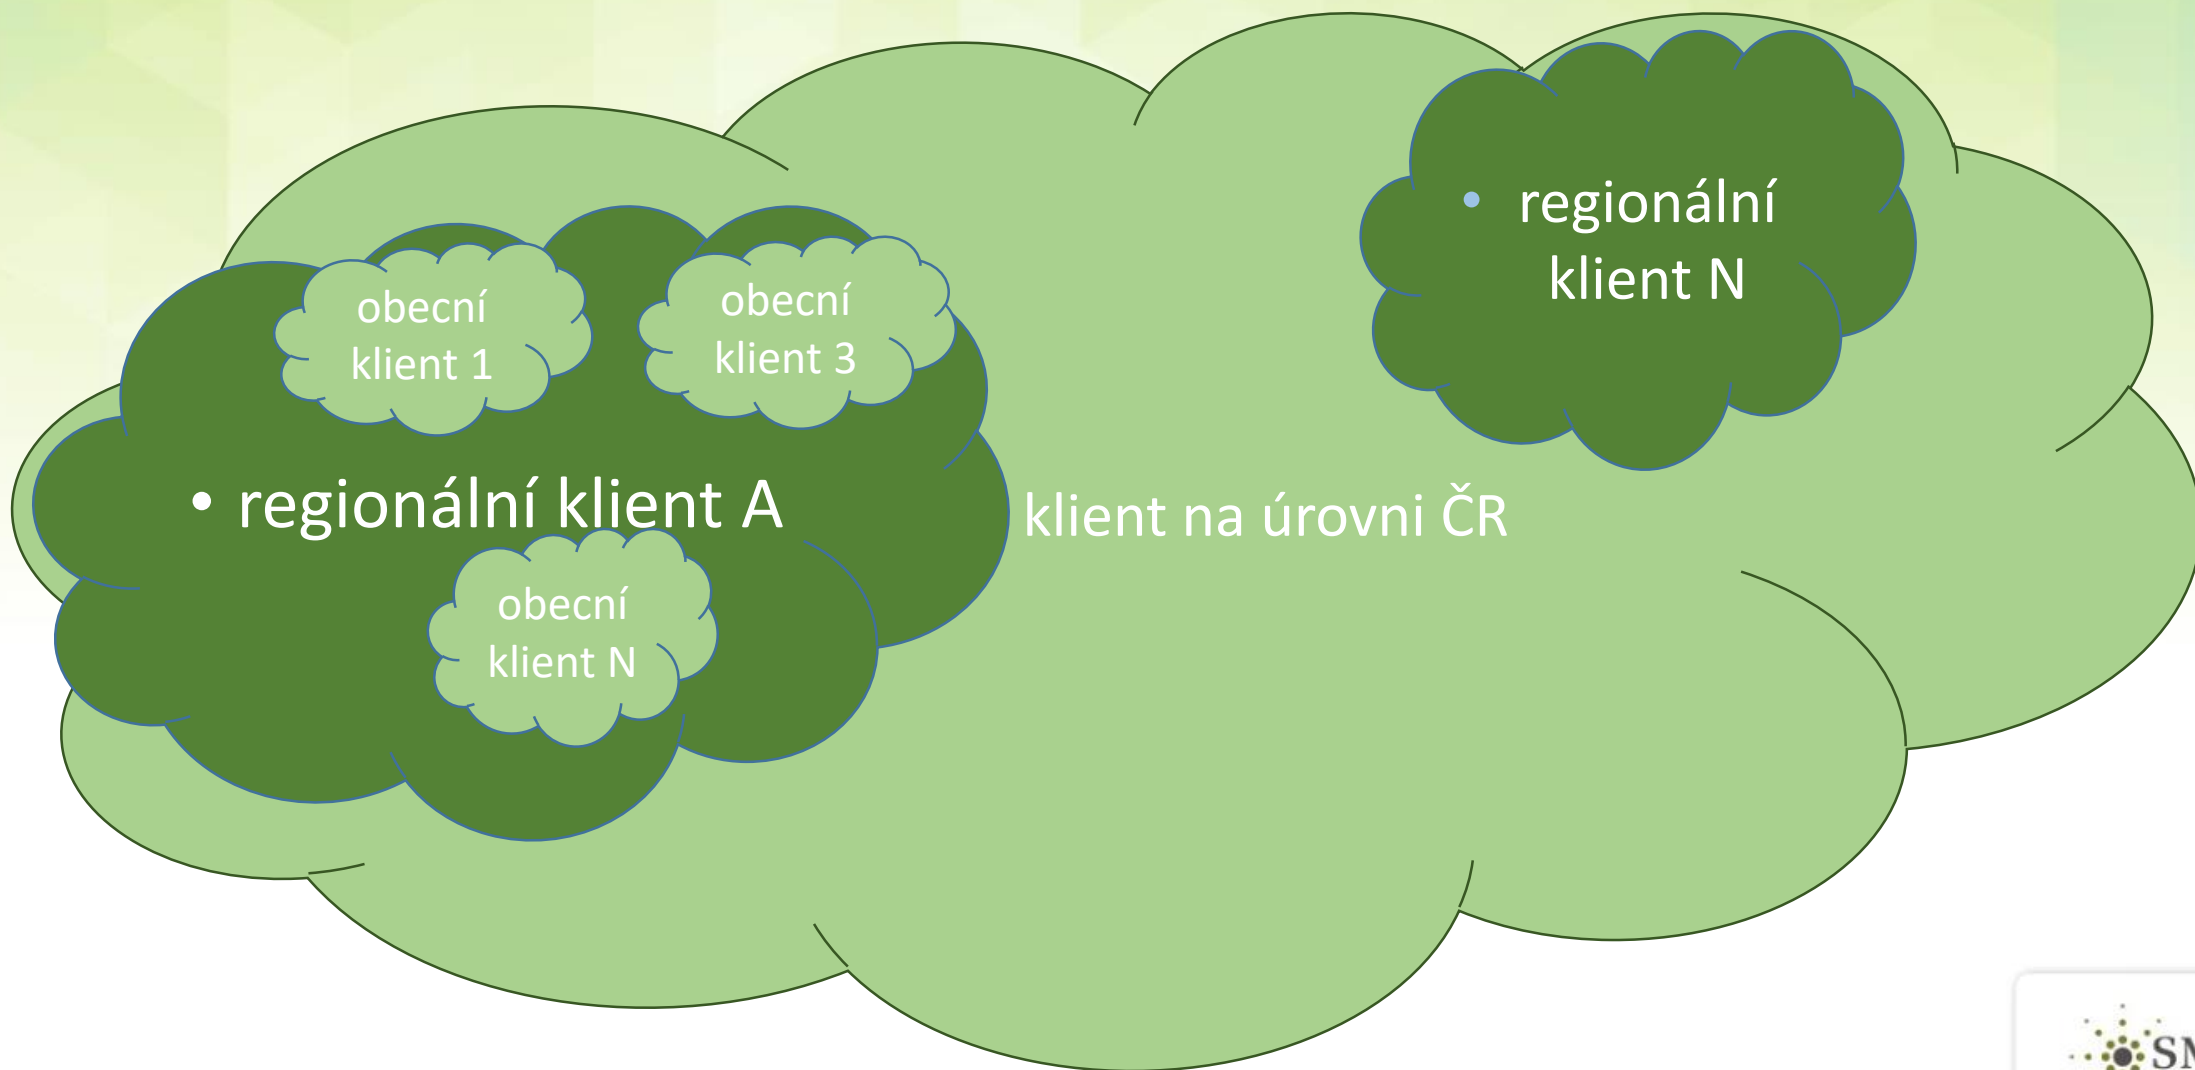 • regionální
klient N
obecní
klient 1
obecní
klient 3
• regionální klient A
klient na úrovni ČR
obecní
klient N